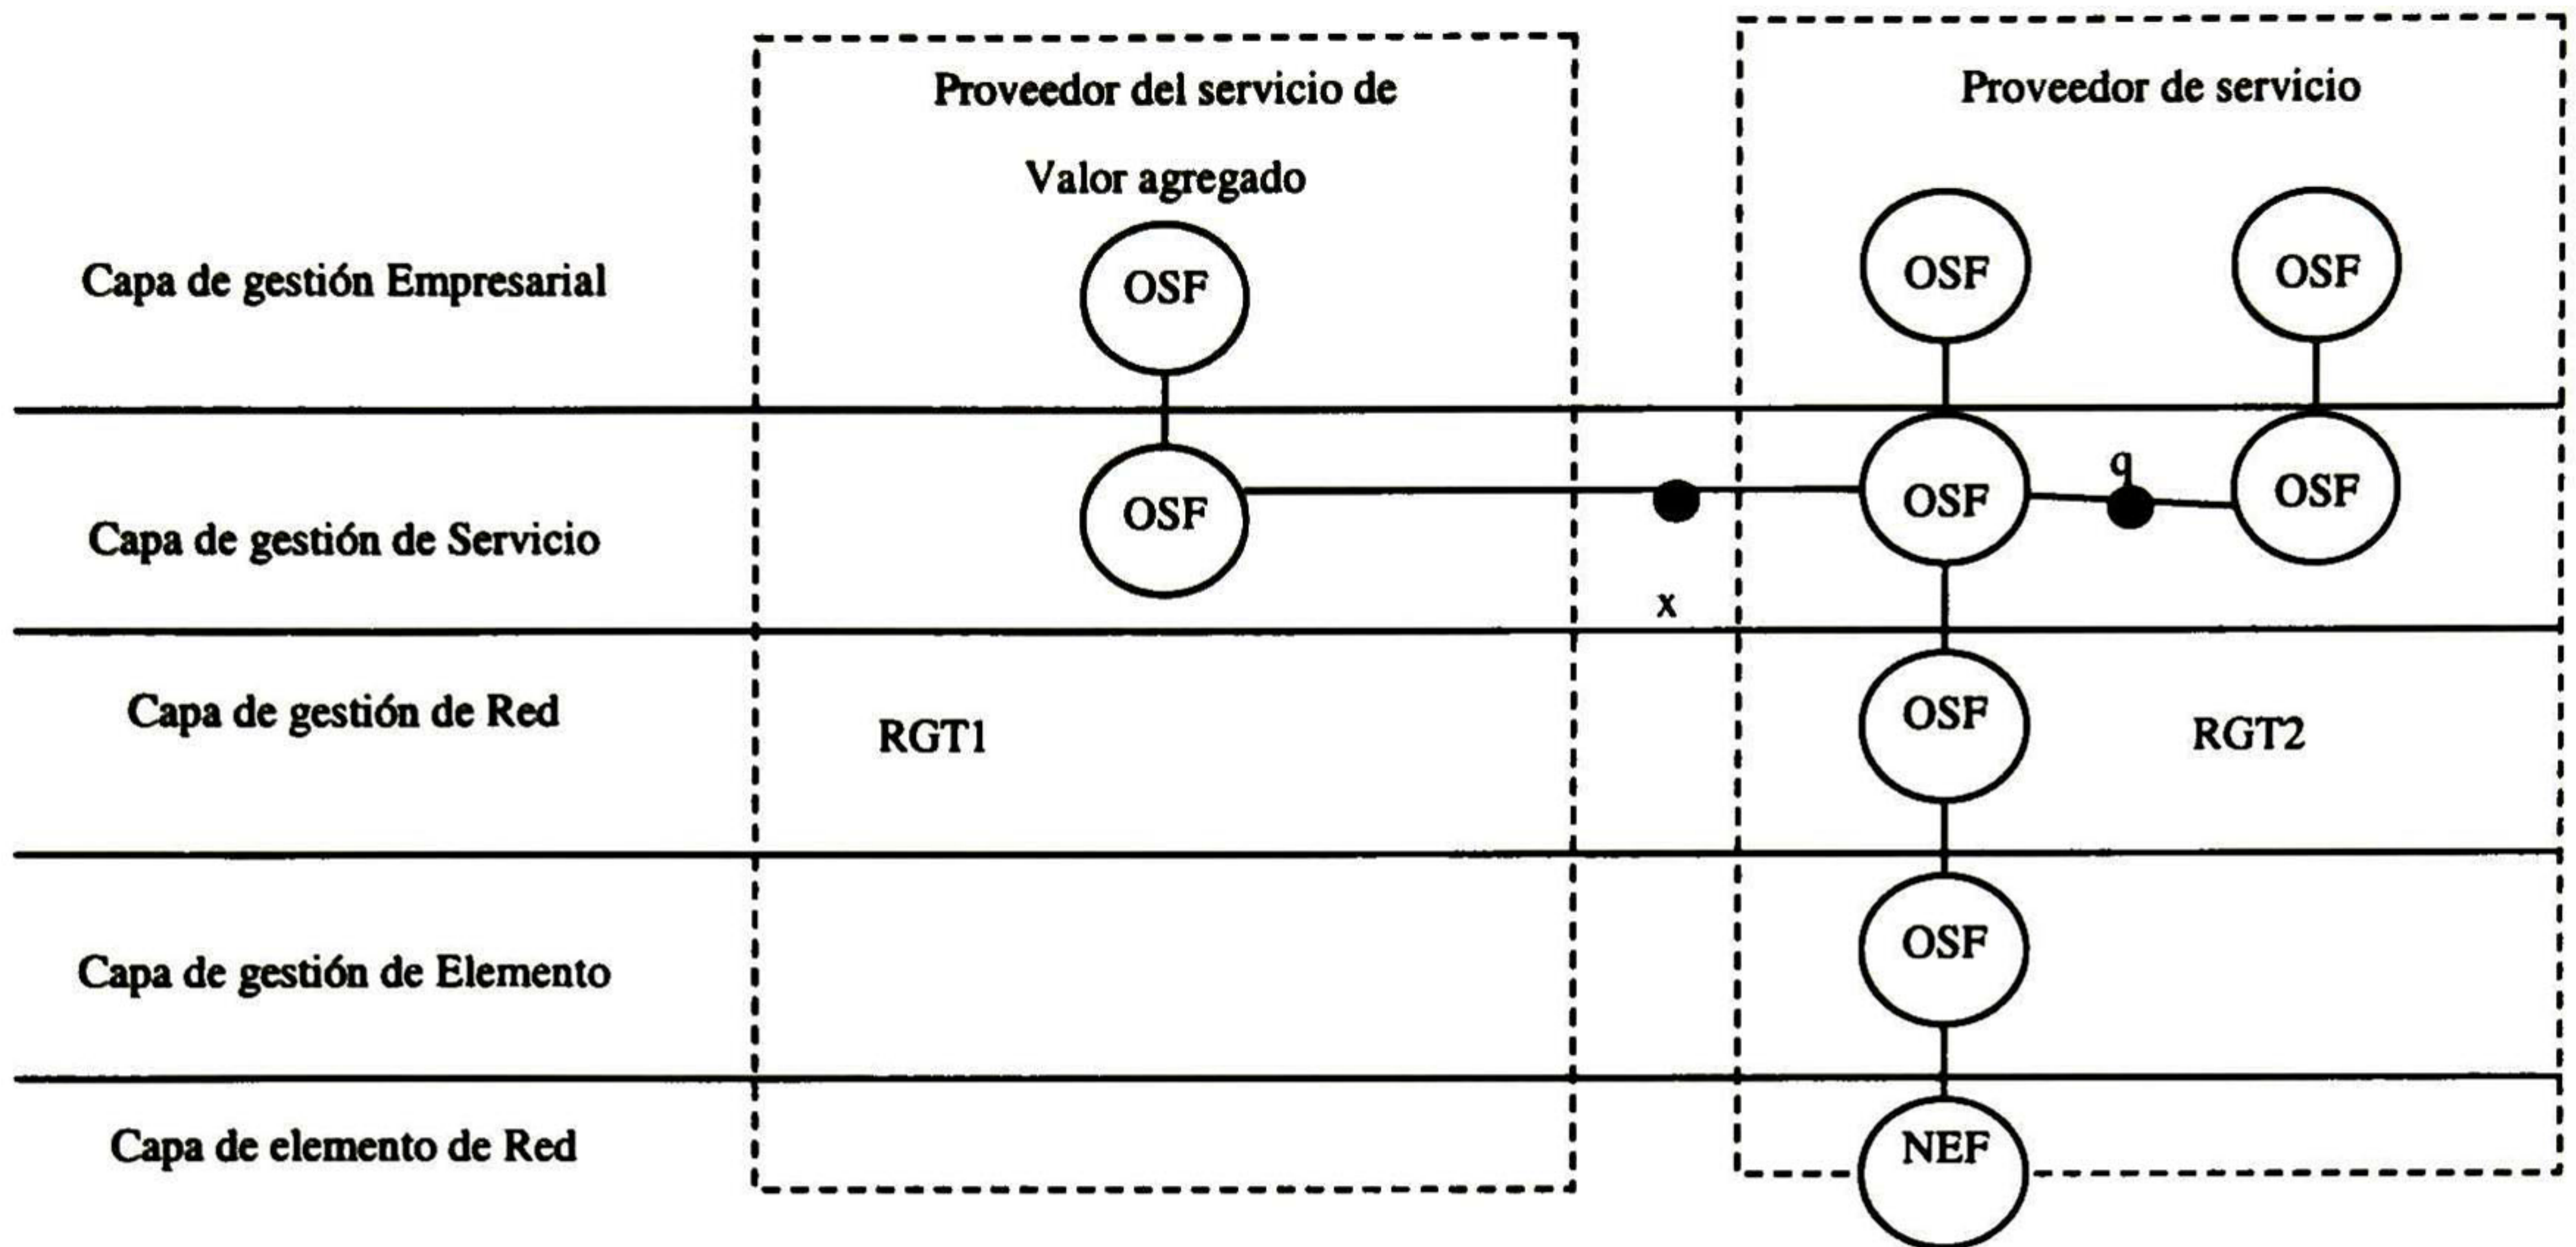 Proveedor del servicio de
Valor agregado
Proveedor de servicio
Capa de gestión Empresarial
OSF
OSF
OSF
Capa de gestión de Servicio
OSF
x
OSF
q
OSF
Capa de gestión de Red
RGT1
OSF
RGT2
Capa de gestión de Elemento
OSF
Capa de elemento de Red
NEF